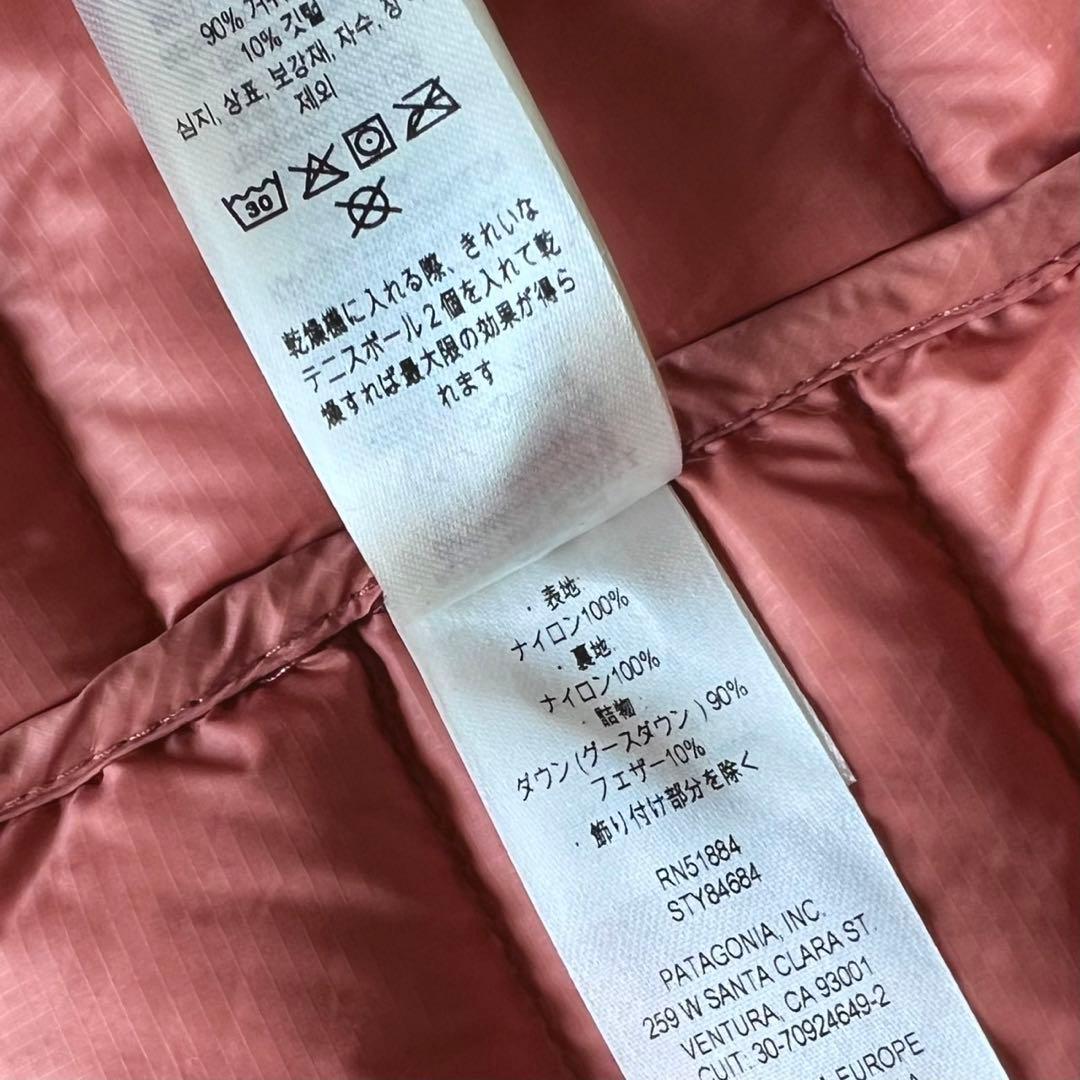 90%
10% 깃털
심지, 상표, 보강재, 자수,
제외
30
乾燥機に入れる際、きれいな
テニスボール2個を入れて乾
燥すれば最大限の効果が得ら
れます
・表地
ナイロン100%
・裏地
ナイロン100%
・詰物
ダウン(グースダウン )90%
フェザー10%
・飾り付け部分を除く
RN51884
STY84684
PATAGONIA, INC.
259 W SANTA CLARA ST.
VENTURA, CA 93001
CUIT: 30-70924649-2
EUROPE